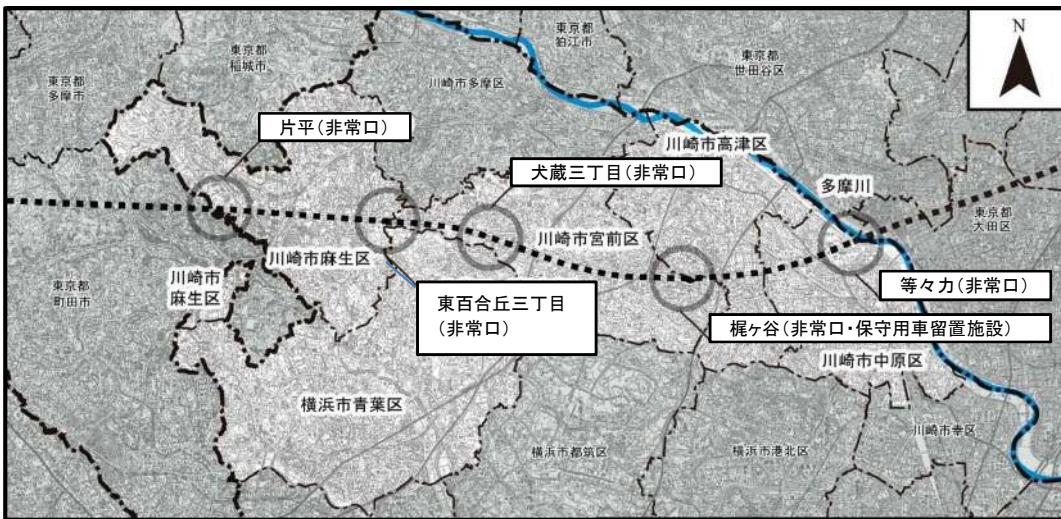 N
東京都
狛江市
東京都
稲城市
東京都
世田谷区
東京都
多摩市
川崎市多摩区
片平(非常口)
川崎市高津区
犬蔵三丁目(非常口)
多摩川
東京都
大田区
川崎市宮前区
川崎市麻生区
川崎市
麻生区
東京都
町田市
東百合丘三丁目
(非常口)
等々力(非常口)
梶ヶ谷(非常口・保守用車留置施設)
川崎市中原区
横浜市青葉区
川崎市幸区
横浜市都筑区
横浜市港北区